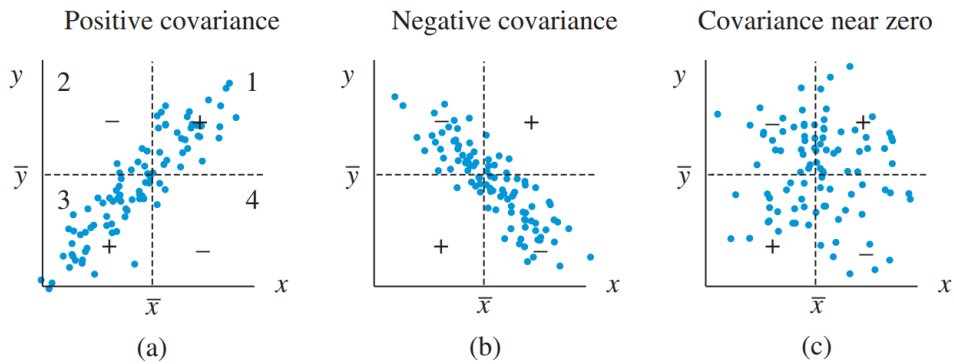 Positive covariance
Negative covariance
Covariance near zero
y
2
1
−
+
y̅
3
4
+
−
x̅
x
(a)
y
−
+
y̅
+
−
x̅
x
(b)
y
−
+
y̅
+
−
x̅
x
(c)